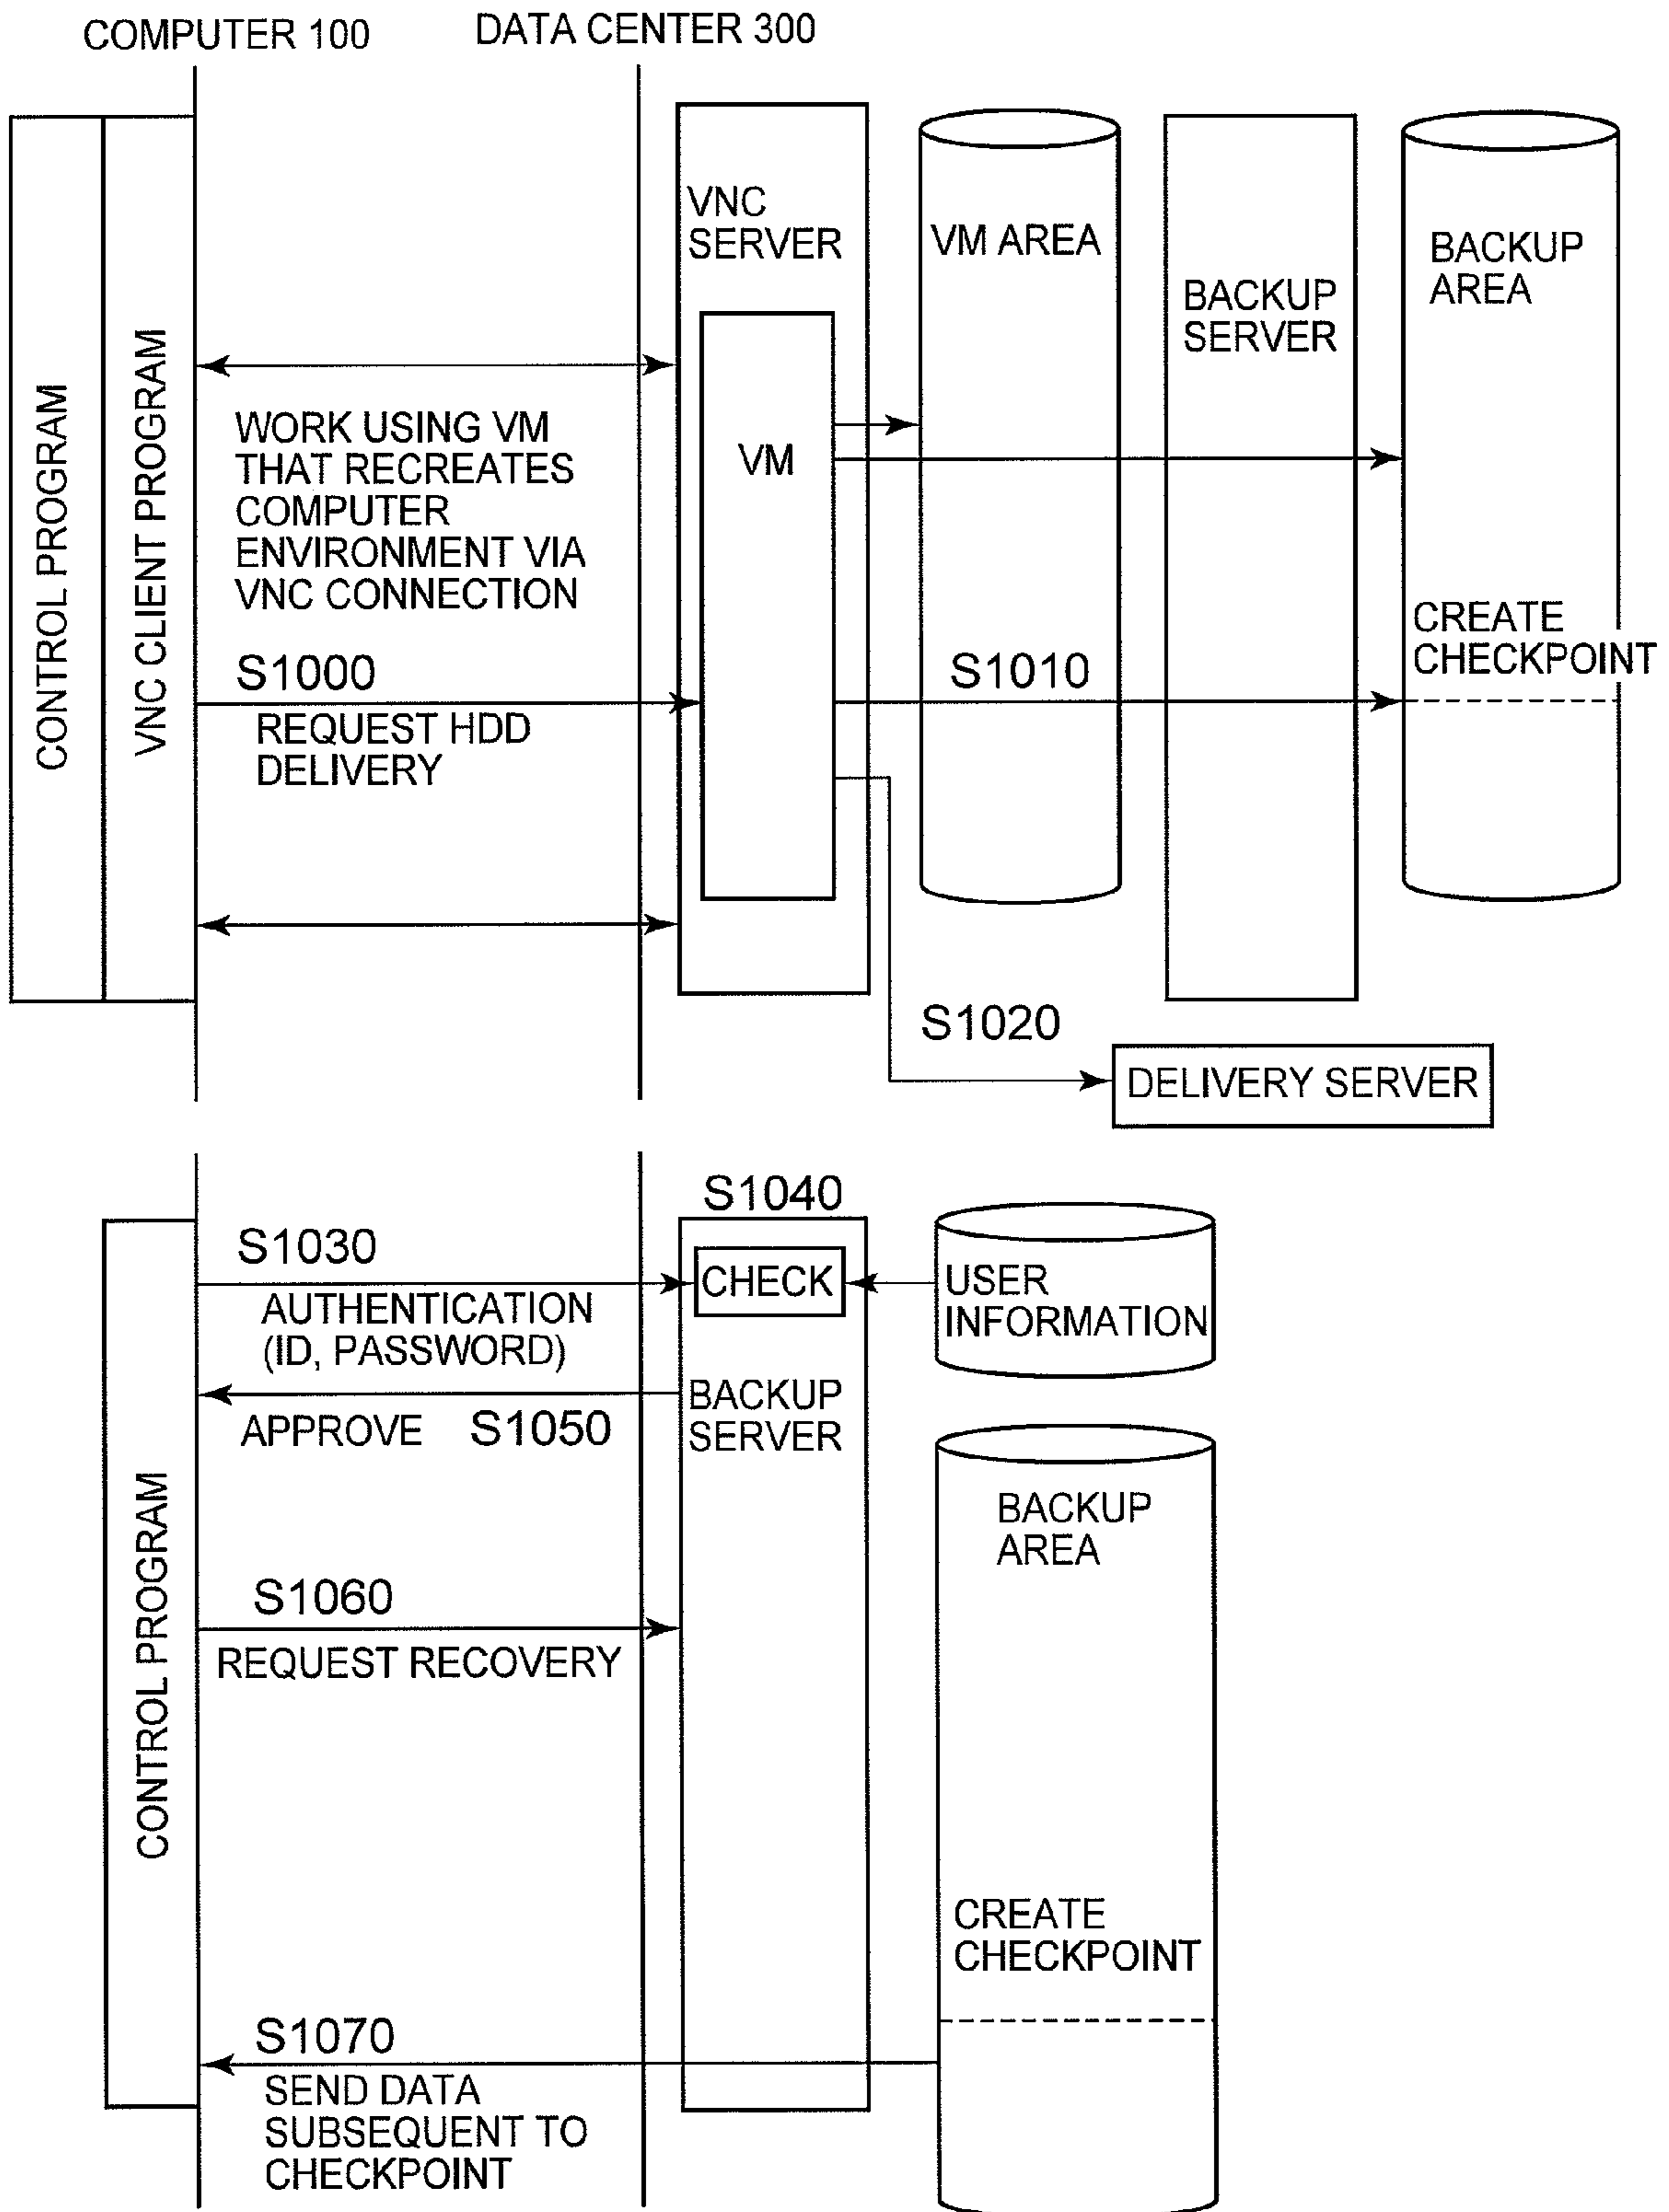 COMPUTER 100
DATA CENTER 300
CONTROL PROGRAM
VNC CLIENT PROGRAM
VNC
SERVER
VM AREA
BACKUP
SERVER
BACKUP
AREA
WORK USING VM
THAT RECREATES
COMPUTER
ENVIRONMENT VIA
VNC CONNECTION
VM
CREATE
CHECKPOINT
S1000
REQUEST HDD
DELIVERY
S1010
S1020
DELIVERY SERVER
CONTROL PROGRAM
S1030
AUTHENTICATION
(ID, PASSWORD)
S1040
CHECK
USER
INFORMATION
APPROVE S1050
BACKUP
SERVER
BACKUP
AREA
S1060
REQUEST RECOVERY
CREATE
CHECKPOINT
S1070
SEND DATA
SUBSEQUENT TO
CHECKPOINT